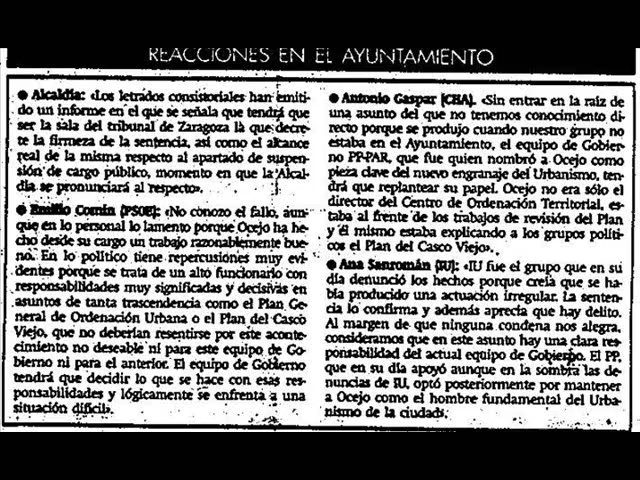 REACCIONES EN EL AYUNTAMIENTO
● Alcaldía: «Los letrados consistoriales han emiti-
do un informe en el que se señala que tendrá que
ser la sala del tribunal de Zaragoza la que decre-
te la firmeza de la sentencia, así como el alcance
real de la misma respecto al apartado de suspen-
sión de cargo público, momento en que la Alcal-
día se pronunciará al respecto».
● Emilio Comín (PSOE): «No conozo el fallo, aun-
que en lo personal lo lamento porque Ocejo ha he-
cho desde su cargo un trabajo razonablemente bue-
no. En lo político tiene repercusiones muy evi-
dentes porque se trata de un alto funcionario con
responsabilidades muy significadas y decisivas en
asuntos de tanta trascendencia como el Plan Ge-
neral de Ordenación Urbana o el Plan del Casco
Viejo, que no deberían resentirse por este aconte-
cimiento no deseable ni para este equipo de Go-
bierno ni para el anterior. El equipo de Gobierno
tendrá que decidir lo que se hace con esas res-
ponsabilidades y lógicamente se enfrenta a una
situación difícil».
● Antonio Gaspar [CHA]. «Sin entrar en la raíz de
una asunto del que no tenemos conocimiento di-
recto porque se produjo cuando nuestro grupo no
estaba en el Ayuntamiento, el equipo de Gobier-
no PP-PAR, que fue quien nombró a Ocejo como
pieza clave del nuevo engranaje del Urbanismo, ten-
drá que replantear su papel. Ocejo no era sólo el
director del Centro de Ordenación Territorial, es-
taba al frente de los trabajos de revisión del Plan
y él mismo estaba explicando a los grupos políti-
cos el Plan del Casco Viejo».
● Ana Sanromán (IU): «IU fue el grupo que en su
día denunció los hechos porque creía que se ha-
bía producido una actuación irregular. La senten-
cia lo confirma y además aprecia que hay delito.
Al margen de que ninguna condena nos alegra,
consideramos que en este asunto hay una clara res-
ponsabilidad del actual equipo de Gobierno. El PP,
que en su día apoyó aunque en la sombra las de-
nuncias de IU, optó posteriormente por mantener
a Ocejo como el hombre fundamental del Urba-
nismo de la ciudad».